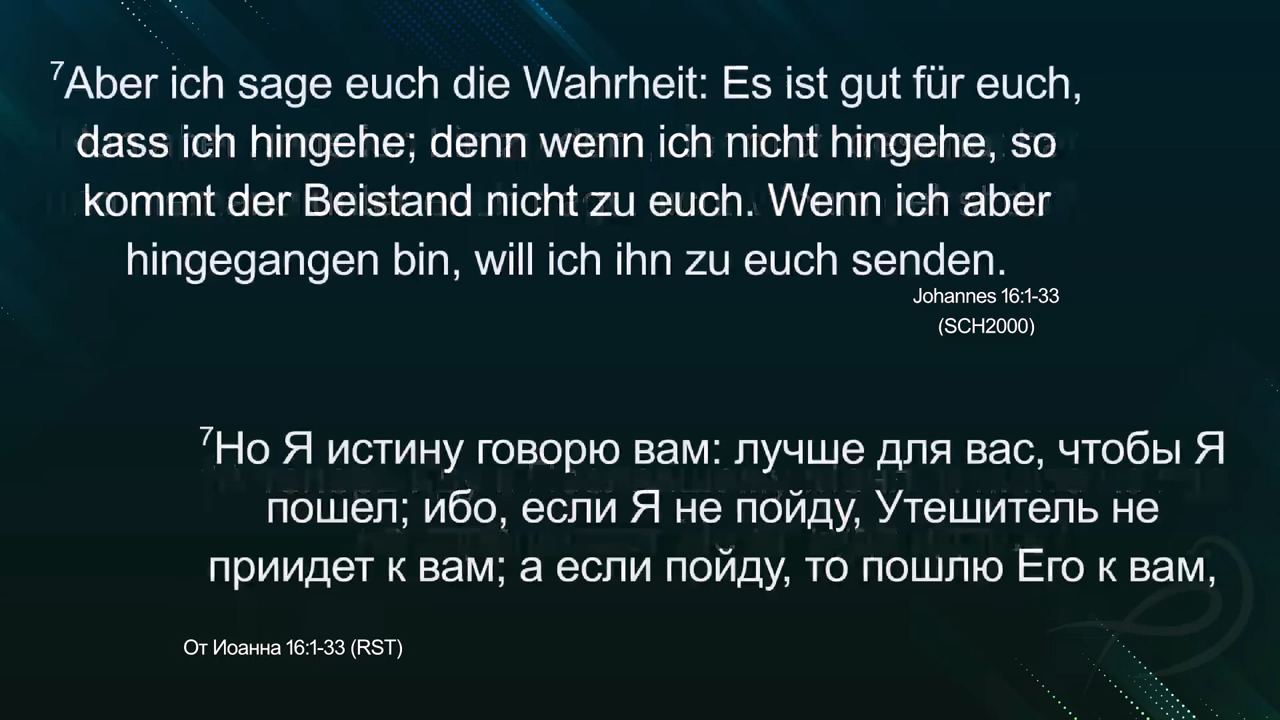 ⁷Aber ich sage euch die Wahrheit: Es ist gut für euch,
dass ich hingehe; denn wenn ich nicht hingehe, so
kommt der Beistand nicht zu euch. Wenn ich aber
hingegangen bin, will ich ihn zu euch senden.
Johannes 16:1-33
(SCH2000)
⁷Но Я истину говорю вам: лучше для вас, чтобы Я
пошел; ибо, если Я не пойду, Утешитель не
приидет к вам; а если пойду, то пошлю Его к вам,
От Иоанна 16:1-33 (RST)